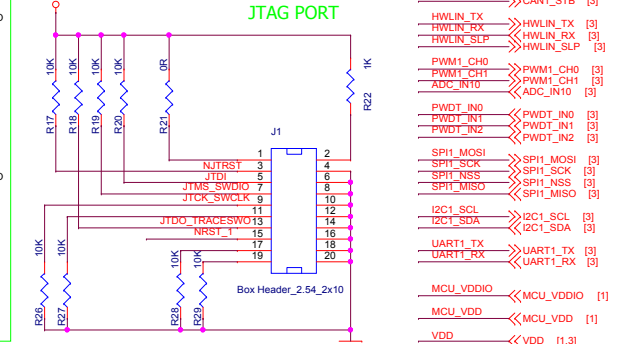 JTAG PORT
10K
10K
10K
10K
0R
1K
R17
R18
R19
R20
R21
R22
J1
1
2
NJTRST
3
4
JTDI
5
6
JTMS_SWDIO
7
8
JTCK_SWCLK
9
10
11
12
JTDO_TRACESWO
13
14
NRST_1
15
16
17
18
19
20
Box Header_2.54_2x10
10K
10K
10K
10K
R26
R27
R28
R29
CAN1_STB [3]
HWLIN_TX
HWLIN_TX [3]
HWLIN_RX
HWLIN_RX [3]
HWLIN_SLP
HWLIN_SLP [3]
PWM1_CH0
PWM1_CH0 [3]
PWM1_CH1
PWM1_CH1 [3]
ADC_IN10
ADC_IN10 [3]
PWDT_IN0
PWDT_IN0 [3]
PWDT_IN1
PWDT_IN1 [3]
PWDT_IN2
PWDT_IN2 [3]
SPI1_MOSI
SPI1_MOSI [3]
SPI1_SCK
SPI1_SCK [3]
SPI1_NSS
SPI1_NSS [3]
SPI1_MISO
SPI1_MISO [3]
I2C1_SCL
I2C1_SCL [3]
I2C1_SDA
I2C1_SDA [3]
UART1_TX
UART1_TX [3]
UART1_RX
UART1_RX [3]
MCU_VDDIO
MCU_VDDIO [1]
MCU_VDD
MCU_VDD [1]
VDD
VDD [1,3]